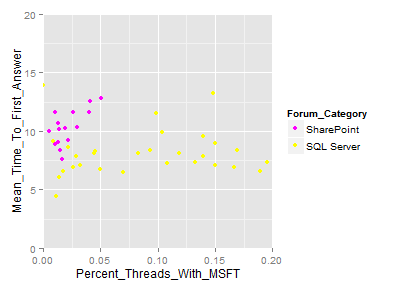 20
15
10
5
0
Mean_Time_To_First_Answer
0.00 0.05 0.10 0.15 0.20
Percent_Threads_With_MSFT
Forum_Category
SharePoint
SQL Server